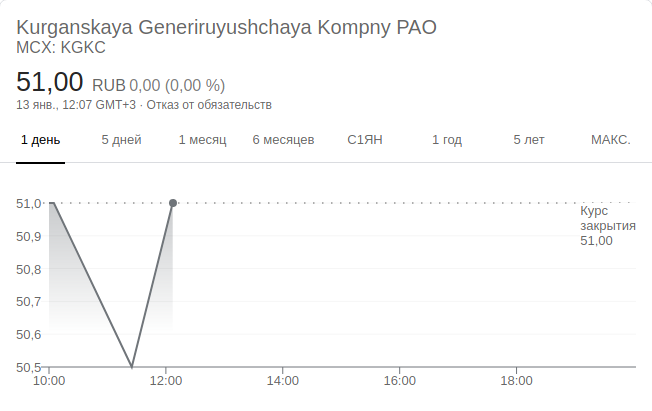 Kurganskaya Generiruyushchaya Kompny PAO
MCX: KGKC
51,00 RUB 0,00 (0,00 %)
13 янв., 12:07 GMT+3 · Отказ от обязательств
1 день 5 дней 1 месяц 6 месяцев С1ЯН 1 год 5 лет МАКС.
51,0
Курс
закрытия
51,00
50,9
50,8
50,7
50,6
50,5
10:00 12:00 14:00 16:00 18:00